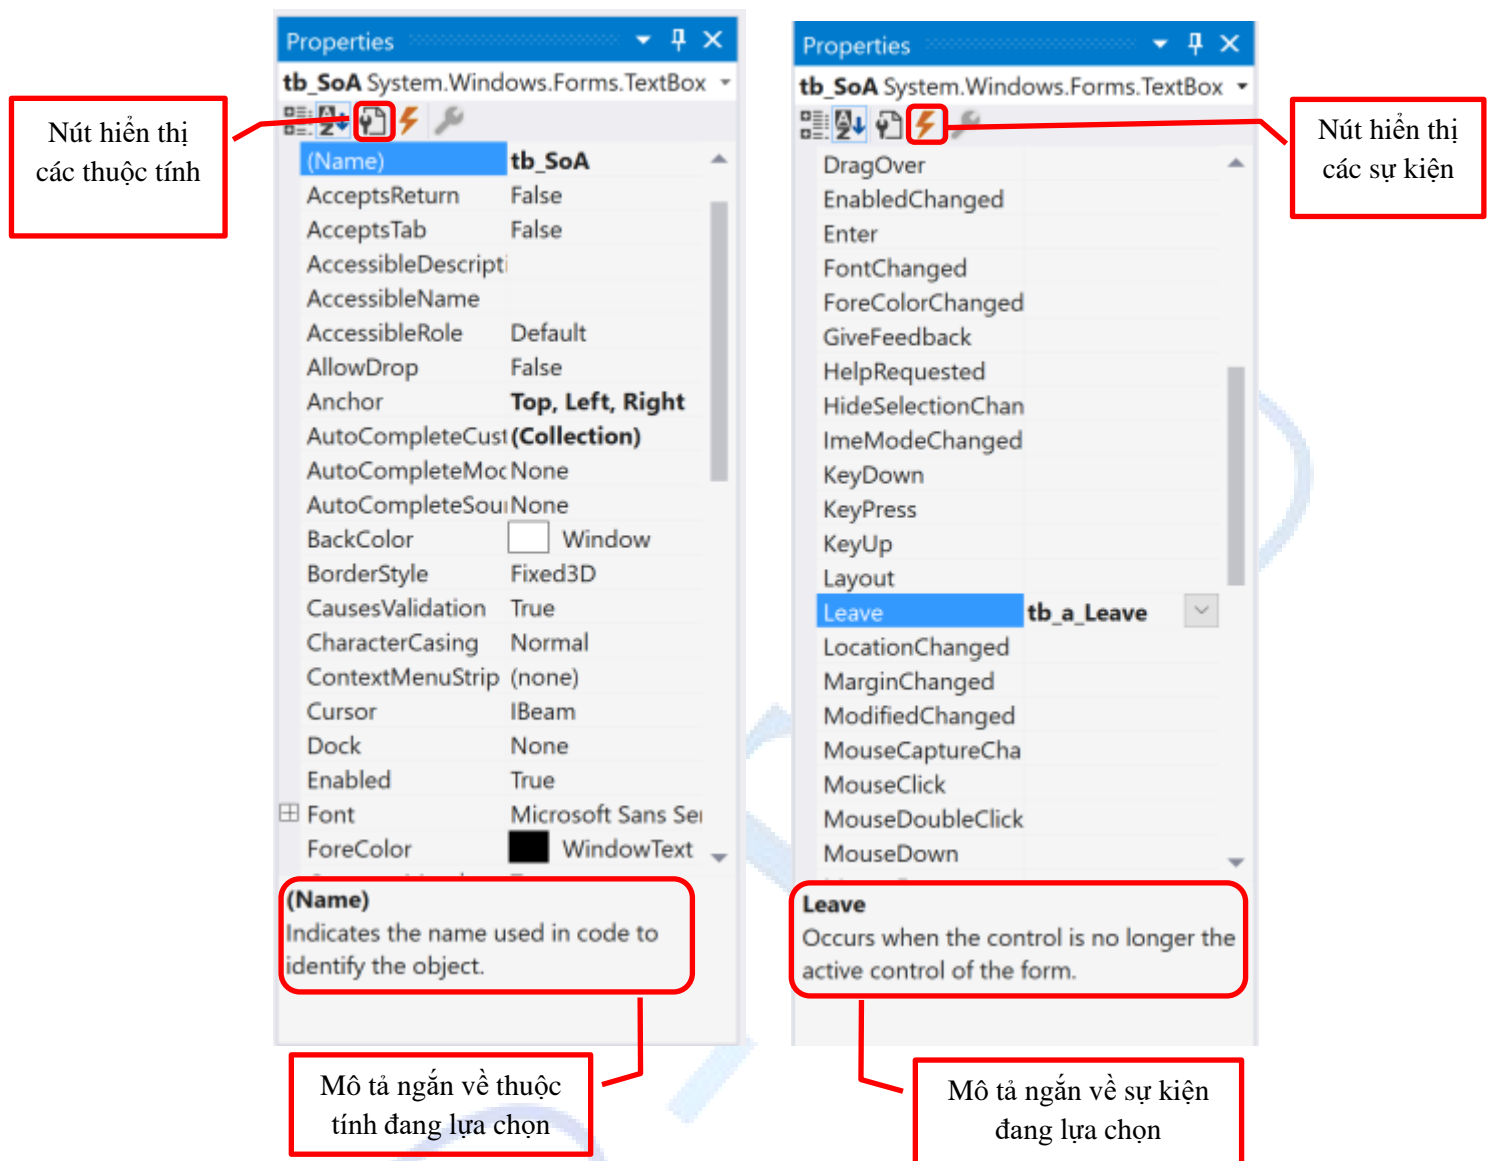 Properties
tb_SoA System.Windows.Forms.TextBox
Nút hiển thị
các thuộc tính
(Name) tb_SoA
AcceptsReturn False
AcceptsTab False
AccessibleDescripti
AccessibleName
AccessibleRole Default
AllowDrop False
Anchor Top, Left, Right
AutoCompleteCust (Collection)
AutoCompleteMoc None
AutoCompleteSour None
BackColor Window
BorderStyle Fixed3D
CausesValidation True
CharacterCasing Normal
ContextMenuStrip (none)
Cursor IBeam
Dock None
Enabled True
Font Microsoft Sans Ser
ForeColor WindowText
(Name)
Indicates the name used in code to
identify the object.
Mô tả ngắn về thuộc
tính đang lựa chọn
Properties
tb_SoA System.Windows.Forms.TextBox
Nút hiển thị
các sự kiện
DragOver
EnabledChanged
Enter
FontChanged
ForeColorChanged
GiveFeedback
HelpRequested
HideSelectionChan
ImeModeChanged
KeyDown
KeyPress
KeyUp
Layout
Leave tb_a_Leave
LocationChanged
MarginChanged
ModifiedChanged
MouseCaptureCha
MouseClick
MouseDoubleClick
MouseDown
Leave
Occurs when the control is no longer the
active control of the form.
Mô tả ngắn về sự kiện
đang lựa chọn